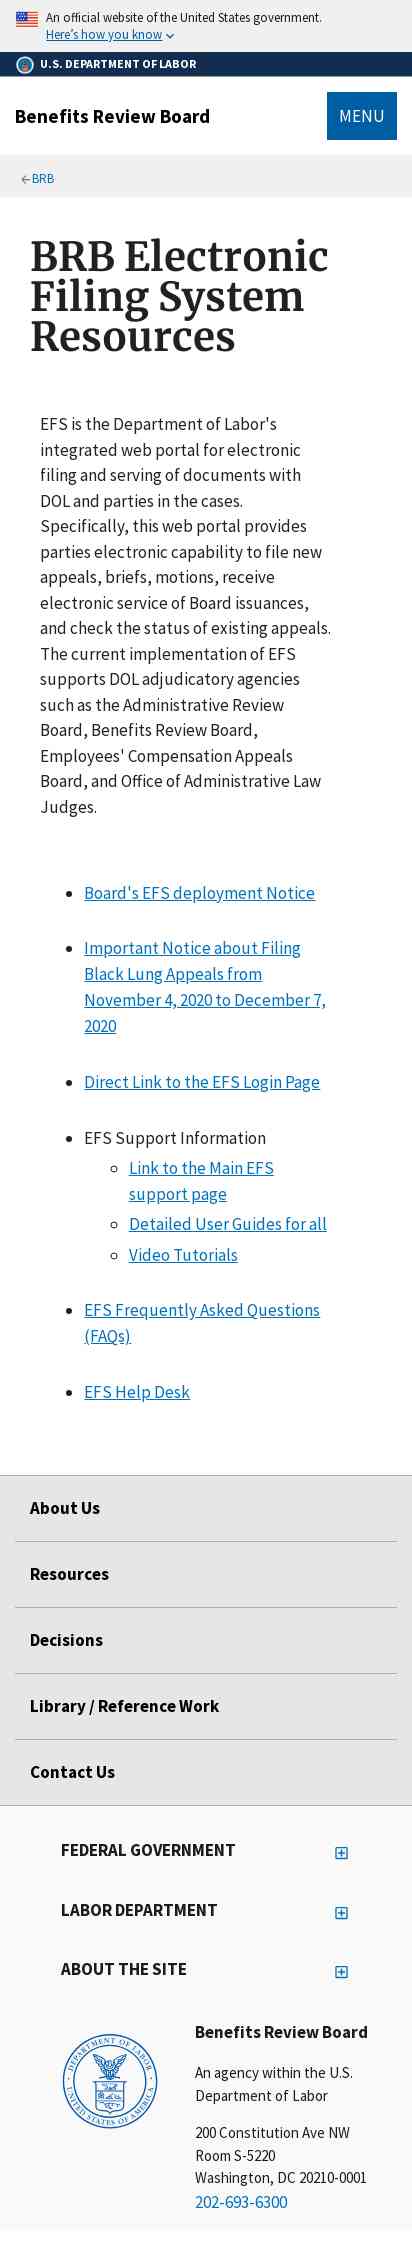 An official website of the United States government.
Here's how you know
U.S. DEPARTMENT OF LABOR
Benefits Review Board
MENU
BRB
BRB Electronic
Filing System
Resources
EFS is the Department of Labor's
integrated web portal for electronic
filing and serving of documents with
DOL and parties in the cases.
Specifically, this web portal provides
parties electronic capability to file new
appeals, briefs, motions, receive
electronic service of Board issuances,
and check the status of existing appeals.
The current implementation of EFS
supports DOL adjudicatory agencies
such as the Administrative Review
Board, Benefits Review Board,
Employees' Compensation Appeals
Board, and Office of Administrative Law
Judges.
Board's EFS deployment Notice
Important Notice about Filing
Black Lung Appeals from
November 4, 2020 to December 7,
2020
Direct Link to the EFS Login Page
EFS Support Information
Link to the Main EFS
support page
Detailed User Guides for all
Video Tutorials
EFS Frequently Asked Questions
(FAQs)
EFS Help Desk
About Us
Resources
Decisions
Library / Reference Work
Contact Us
FEDERAL GOVERNMENT
LABOR DEPARTMENT
ABOUT THE SITE
DEPARTMENT OF LABOR
UNITED STATES OF AMERICA
Benefits Review Board
An agency within the U.S.
Department of Labor
200 Constitution Ave NW
Room S-5220
Washington, DC 20210-0001
202-693-6300